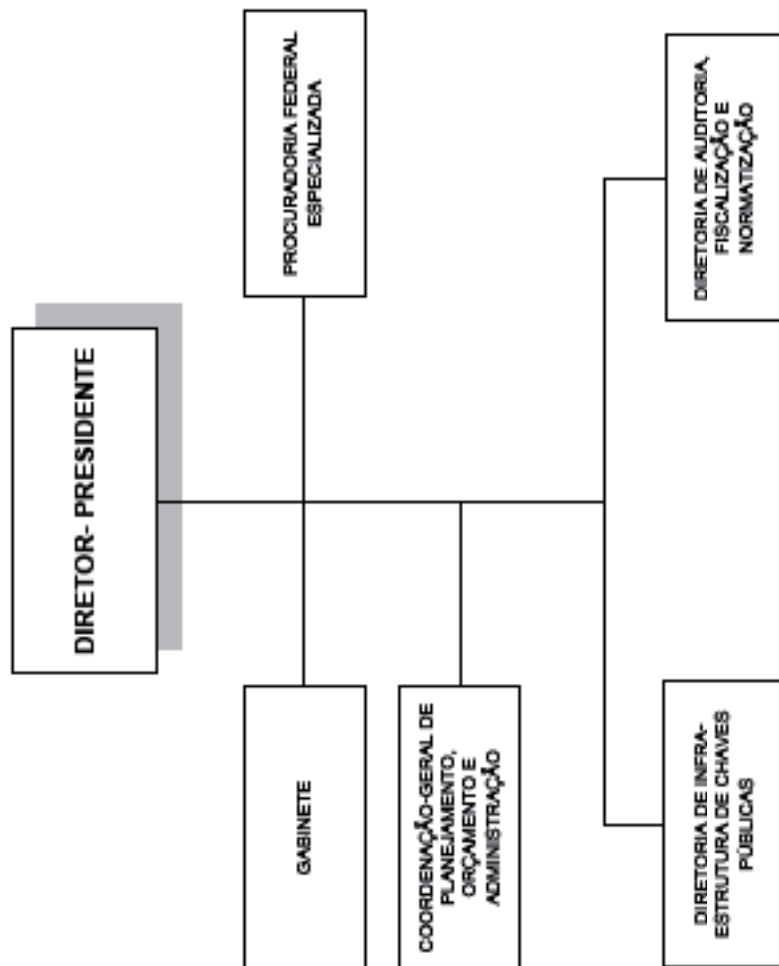 DIRETOR- PRESIDENTE
GABINETE
PROCURADORIA FEDERAL
ESPECIALIZADA
COORDENAÇÃO-GERAL DE
PLANEJAMENTO,
ORÇAMENTO E
ADMINISTRAÇÃO
DIRETORIA DE INFRA-
ESTRUTURA DE CHAVES
PÚBLICAS
DIRETORIA DE AUDITORIA,
FISCALIZAÇÃO E
NORMATIZAÇÃO